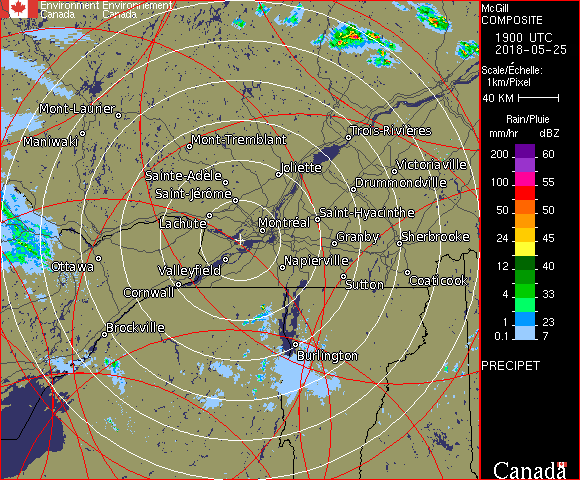 Environment Environnement
Canada Canada
McGill
COMPOSITE
1900 UTC
2018-05-25
Scale/Échelle:
1km/Pixel
40 KM
Rain/Pluie
mm/hr dBZ
200 60
150 57
100 55
50 50
24 45
12 40
4 33
1 23
0.1 7
PRECIPET
Canada
Mont-Laurier
Maniwaki
Mont-Tremblant
Trois-Rivières
Joliette
Victoriaville
Sainte-Adèle
Drummondville
Saint-Jérôme
Saint-Hyacinthe
Lachute
Montréal
Granby
Sherbrooke
Ottawa
Valleyfield
Napierville
Coaticook
Cornwall
Sutton
Brockville
Burlington